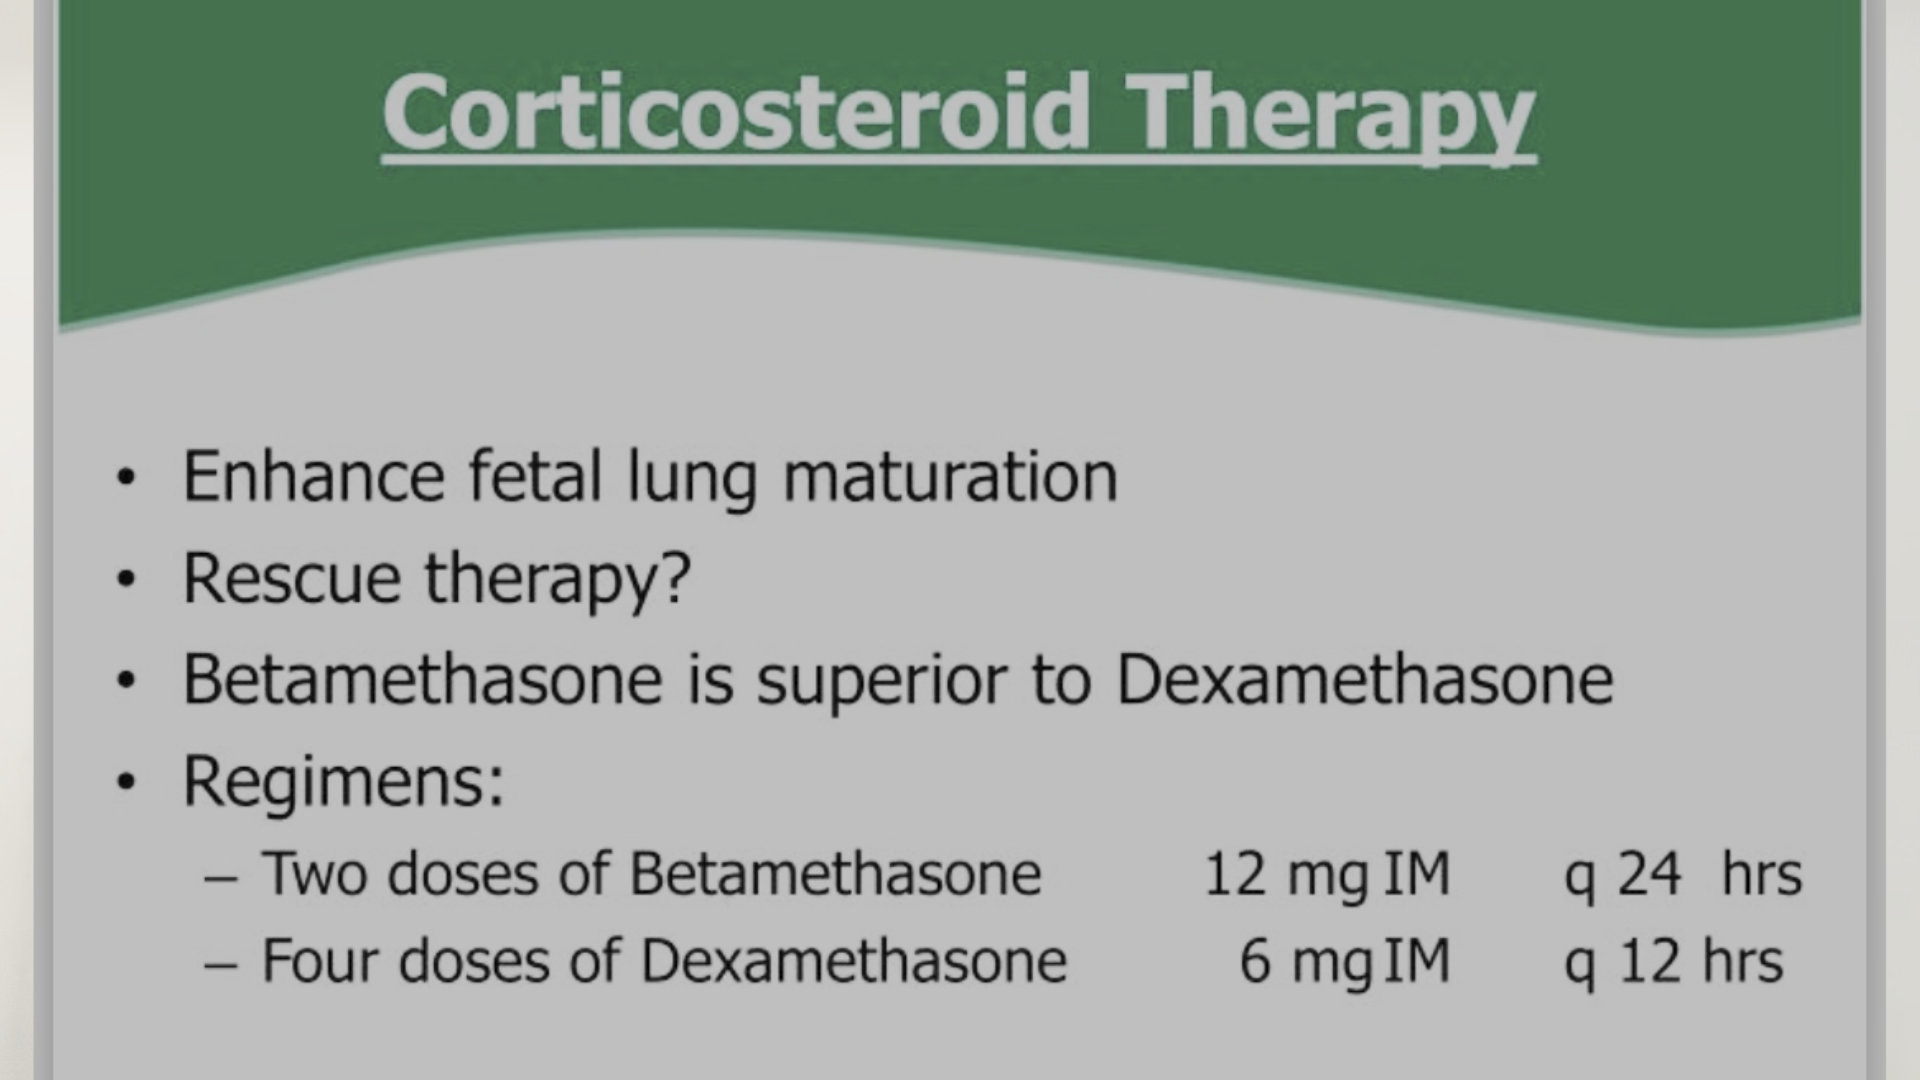 Corticosteroid Therapy
• Enhance fetal lung maturation
• Rescue therapy?
• Betamethasone is superior to Dexamethasone
• Regimens:
– Two doses of Betamethasone 12 mg IM q 24 hrs
– Four doses of Dexamethasone 6 mg IM q 12 hrs